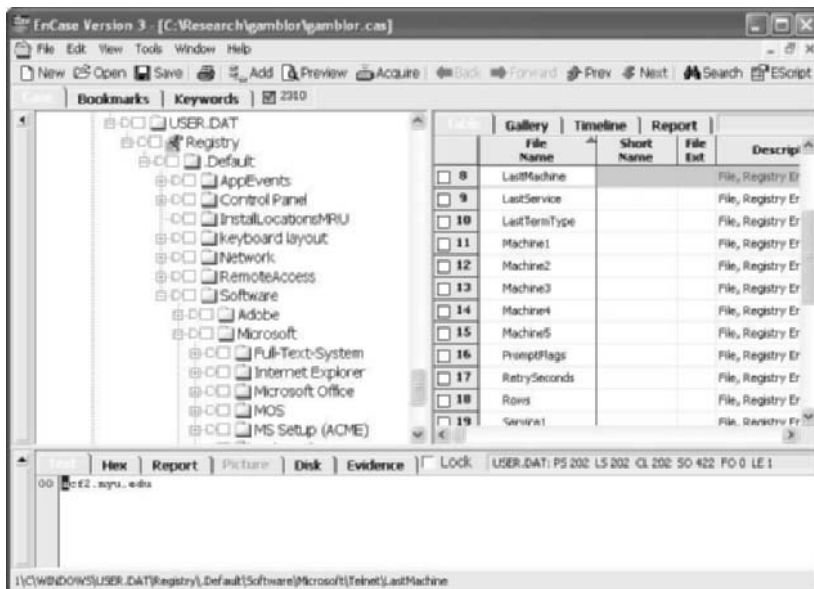 EnCase Version 3 - [C:\Research\gamblor\gamblor.cas]
File Edit View Tools Window Help
New Open Save Add Preview Acquire Back Forward Prev Next Search EScript
Case Bookmarks Keywords 2310
USER.DAT
Registry
.Default
AppEvents
Control Panel
InstallLocationsMRU
keyboard layout
Network
RemoteAccess
Software
Adobe
Microsoft
Full-Text-System
Internet Explorer
Microsoft Office
MOS
MS Setup (ACME)
Table Gallery Timeline Report
File Name Short Name File Ext Descript
8 LastMachine File, Registry Er
9 LastService File, Registry Er
10 LastTermType File, Registry Er
11 Machine1 File, Registry Er
12 Machine2 File, Registry Er
13 Machine3 File, Registry Er
14 Machine4 File, Registry Er
15 Machine5 File, Registry Er
16 PromptFlags File, Registry Er
17 RetrySeconds File, Registry Er
18 Rows File, Registry Er
19 Service1 File, Registry Er
Text Hex Report Picture Disk Evidence Lock USER.DAT: PS 202 LS 202 CL 202 SO 422 FO 0 LE 1
00
1\C\WINDOWS\USER.DAT\Registry\.Default\Software\Microsoft\Telnet\LastMachine